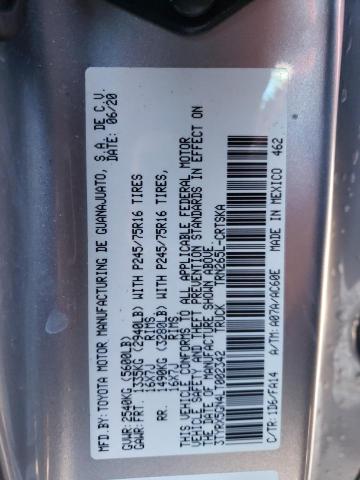 MFD.BY: TOYOTA MOTOR MANUFACTURING DE GUANAJUATO, S.A. DE C.V.
DATE: 06/20
GVWR: 2540KG (5600LB)
GAWR: FRT. 1335KG (2940LB) WITH P245/75R16 TIRES
16X7J RIMS
RR. 1490KG (3280LB) WITH P245/75R16 TIRES
16X7J RIMS
THIS VEHICLE CONFORMS TO ALL APPLICABLE FEDERAL MOTOR
VEHICLE SAFETY AND THEFT PREVENTION STANDARDS IN EFFECT ON
THE DATE OF MANUFACTURE SHOWN ABOVE.
3TYRX5GN4LT002342 TRUCK TRN265L-CRTSKA
C/TR: 1D6/FA14 A/TM: A07A/AC60E MADE IN MEXICO 462